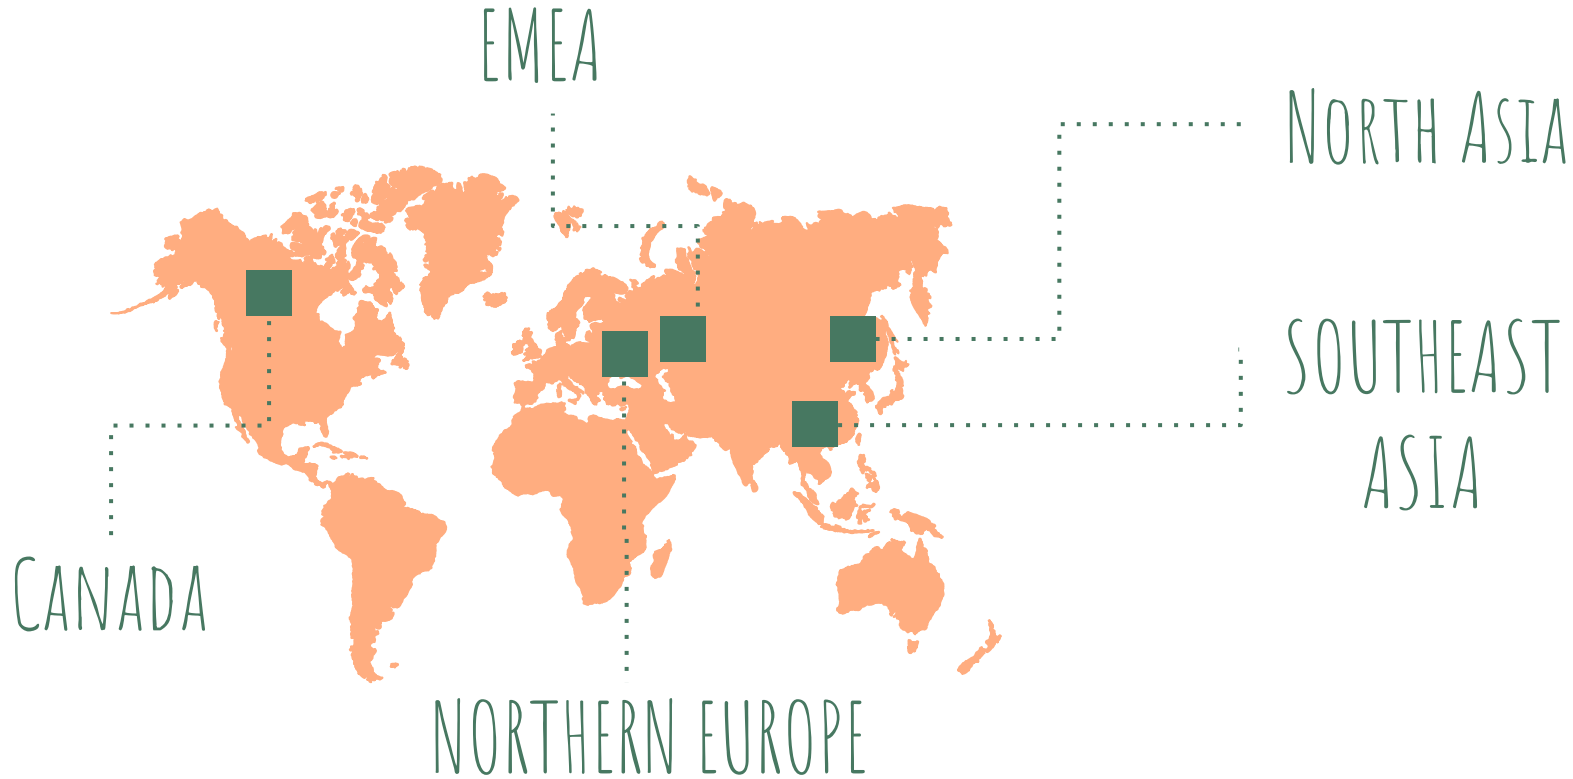 EMEA
North Asia
SOUTHEAST
ASIA
Canada
NORTHERN EUROPE